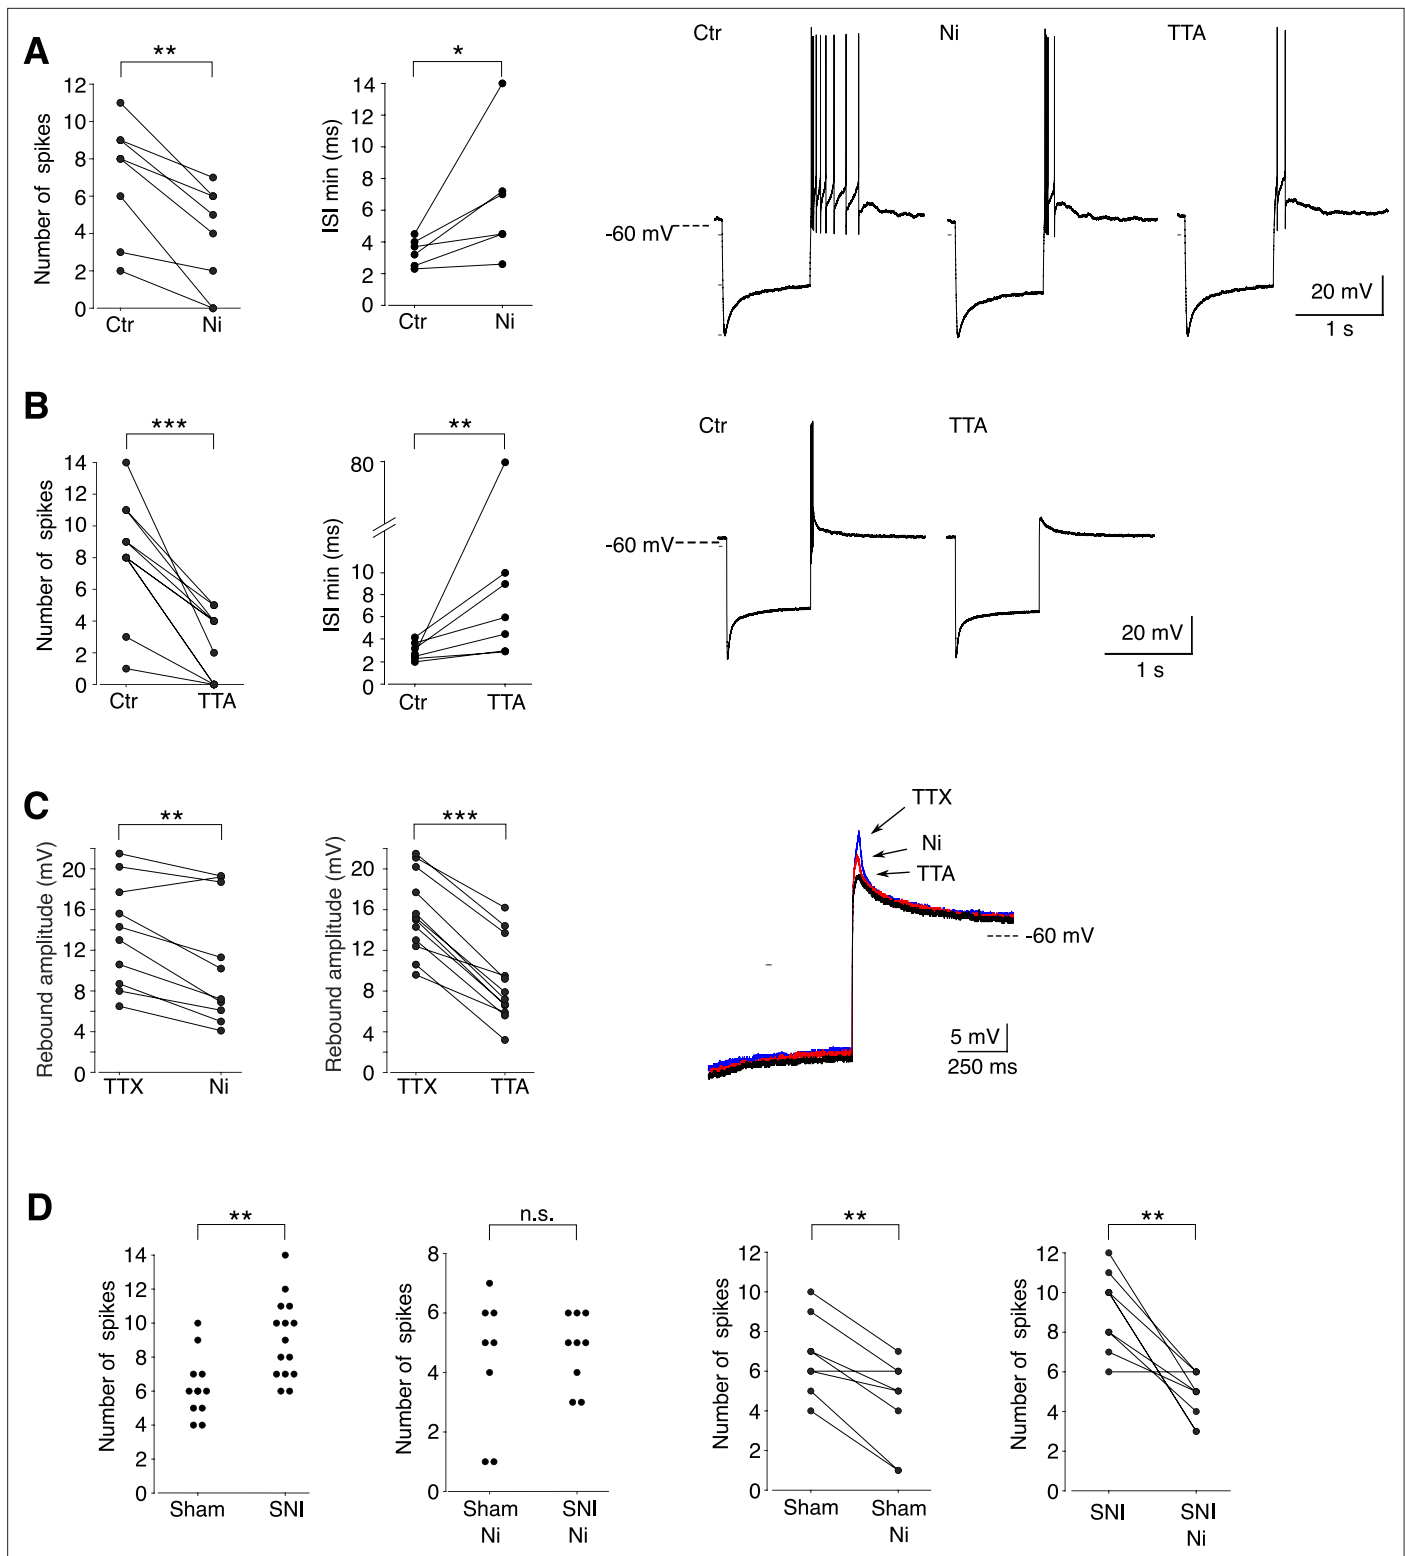 A
**
Number of spikes
12
10
8
6
4
2
0
Ctr Ni
*
ISI min (ms)
14
12
10
8
6
4
2
0
Ctr Ni
Ctr Ni TTA
-60 mV
20 mV
1 s
B
***
Number of spikes
14
12
10
8
6
4
2
0
Ctr TTA
**
ISI min (ms)
80
10
8
6
4
2
0
Ctr TTA
Ctr TTA
-60 mV
20 mV
1 s
C
**
Rebound amplitude (mV)
20
16
12
8
4
0
TTX Ni
***
Rebound amplitude (mV)
20
16
12
8
4
0
TTX TTA
TTX
Ni
TTA
-60 mV
5 mV
250 ms
D
**
Number of spikes
14
12
10
8
6
4
2
0
Sham SNI
n.s.
Number of spikes
8
6
4
2
0
Sham SNI
Ni Ni
**
Number of spikes
12
10
8
6
4
2
0
Sham Sham
Ni
**
Number of spikes
12
10
8
6
4
2
0
SNI SNI
Ni